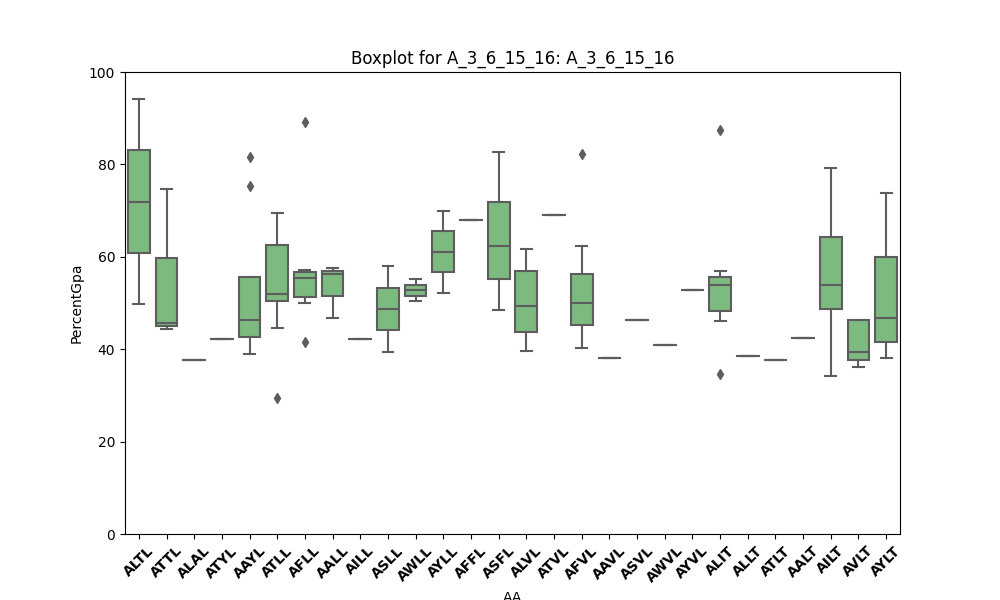 Boxplot for A_3_6_15_16: A_3_6_15_16
100
80
60
40
20
0
PercentGpa
ALTL ATTL ALAL ATYL AAYL ATLL AFLL AALL AILL ASLL AWLL AYLL AFFL ASFL ALVL ATVL AFVL AAVL ASVL AWVL AYVL ALIT ALLT ATLT AALT AILT AVLT AYLT
AA